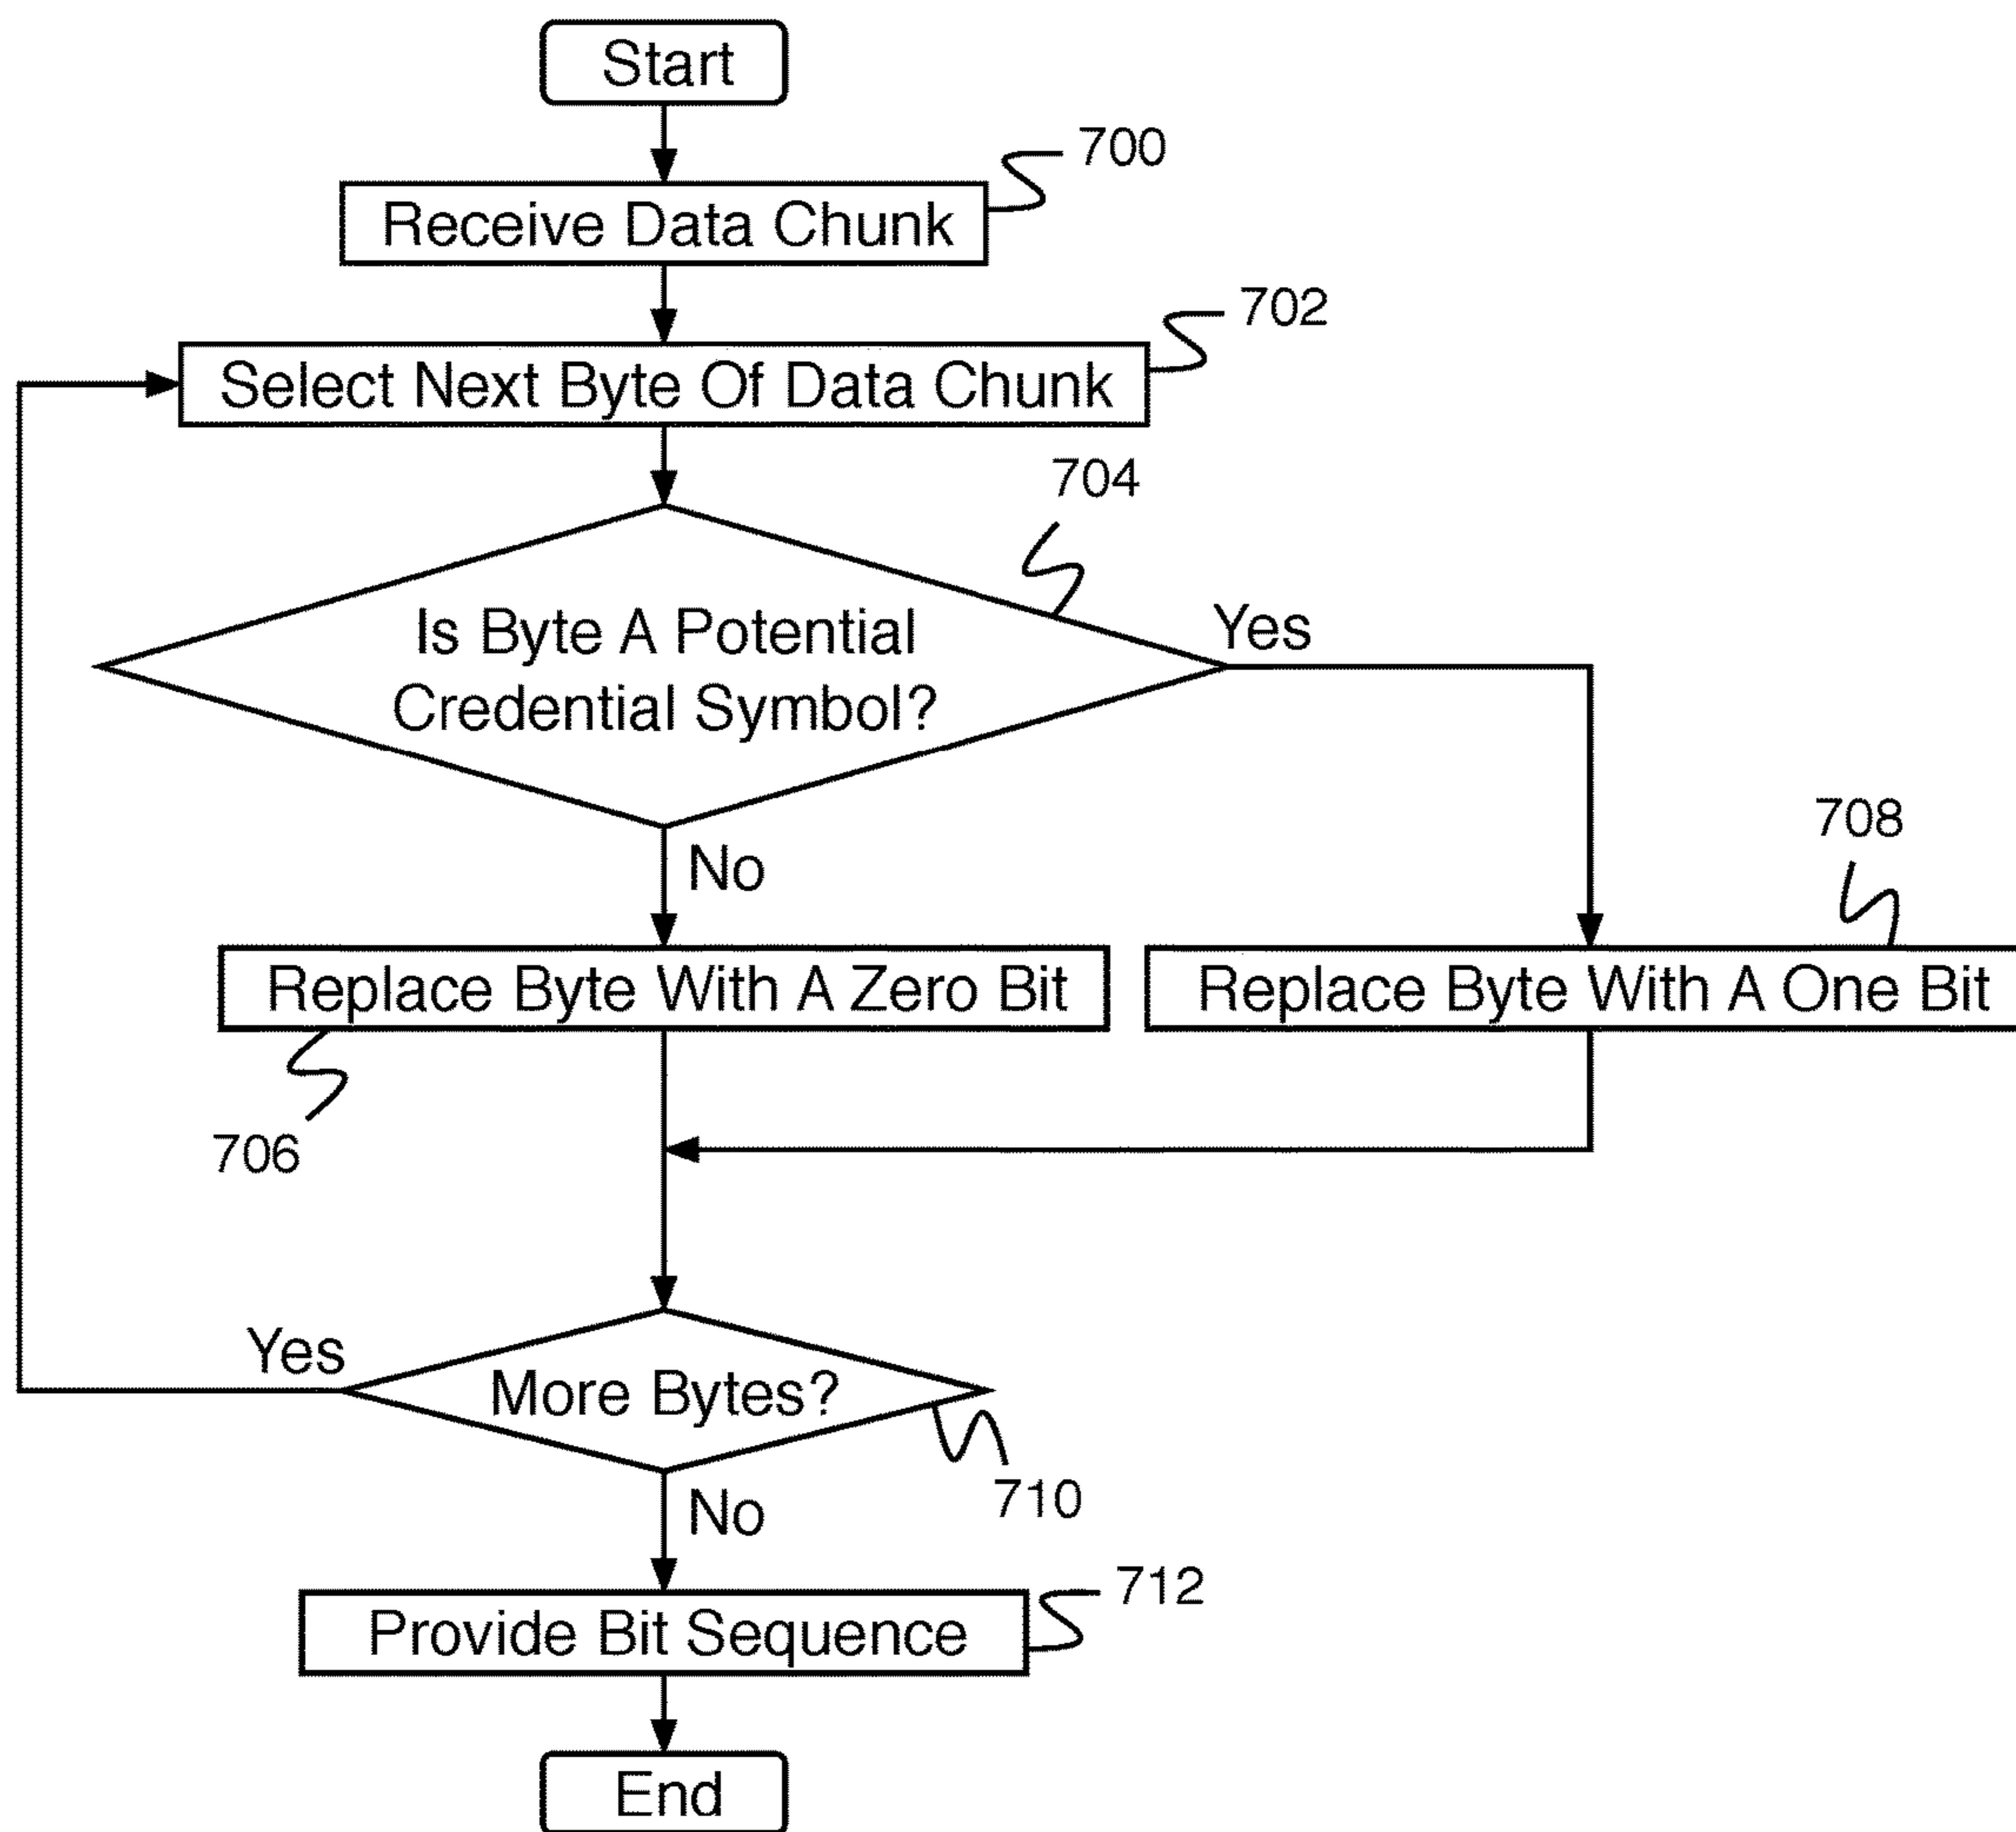 Start
700
Receive Data Chunk
702
Select Next Byte Of Data Chunk
704
Is Byte A Potential
Credential Symbol?
Yes
No
708
Replace Byte With A Zero Bit
Replace Byte With A One Bit
706
Yes
More Bytes?
710
No
712
Provide Bit Sequence
End